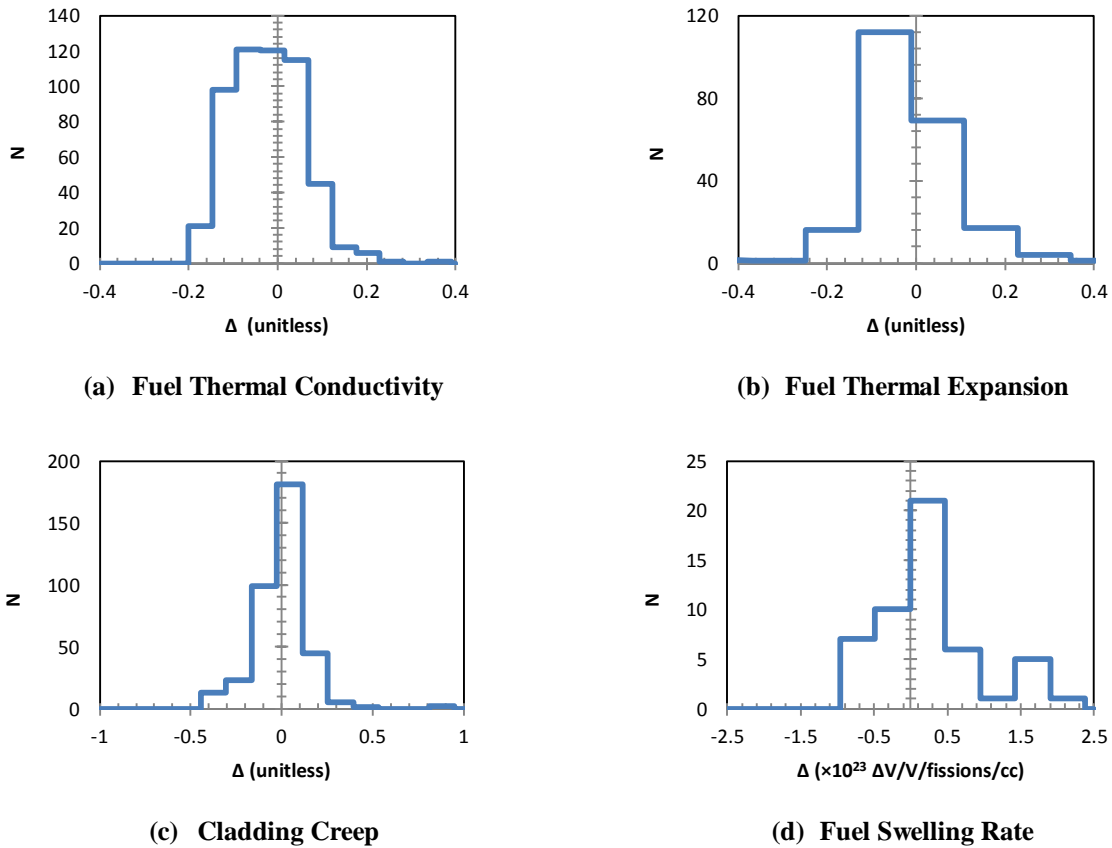 140
120
100
80
60
40
20
0
N
-0.4 -0.2 0 0.2 0.4
Δ (unitless)
(a) Fuel Thermal Conductivity
120
80
40
0
N
-0.4 -0.2 0 0.2 0.4
Δ (unitless)
(b) Fuel Thermal Expansion
200
150
100
50
0
N
-1 -0.5 0 0.5 1
Δ (unitless)
(c) Cladding Creep
25
20
15
10
5
0
N
-2.5 -1.5 -0.5 0.5 1.5 2.5
Δ (×10²³ ΔV/V/fissions/cc)
(d) Fuel Swelling Rate